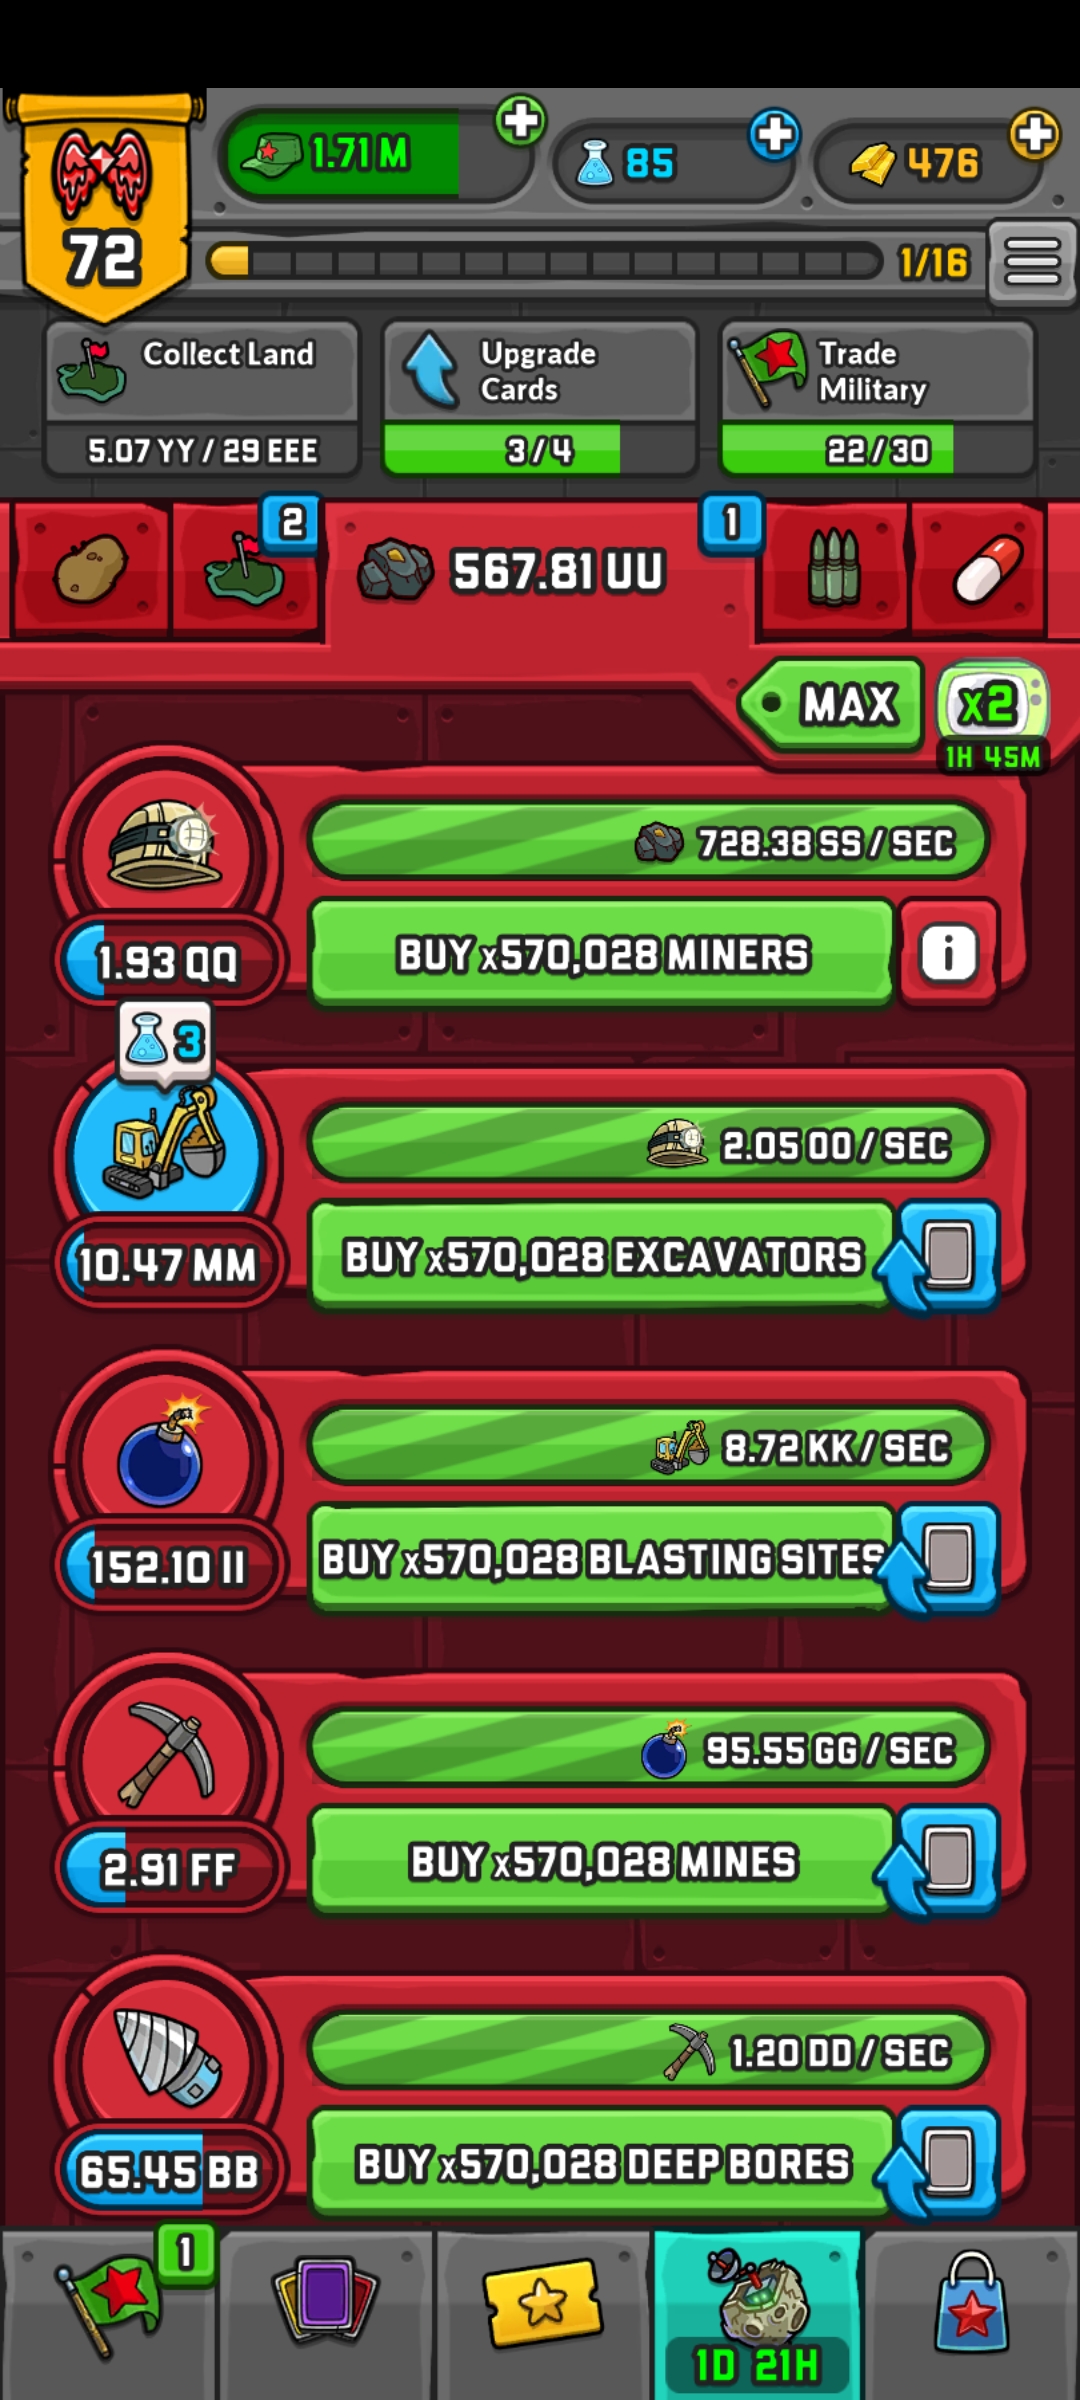 72
1.71 M
85
476
1/16
Collect Land
5.07 YY / 29 EEE
Upgrade
Cards
3/4
Trade
Military
22/30
2
567.81 UU
1
MAX
x2
1H 45M
728.38 SS / SEC
1.93 QQ
BUY x570,028 MINERS
i
3
2.05 OO / SEC
10.47 MM
BUY x570,028 EXCAVATORS
8.72 KK / SEC
152.10 II
BUY x570,028 BLASTING SITES
95.55 GG / SEC
2.91 FF
BUY x570,028 MINES
1.20 DD / SEC
65.45 BB
BUY x570,028 DEEP BORES
1
1D 21H